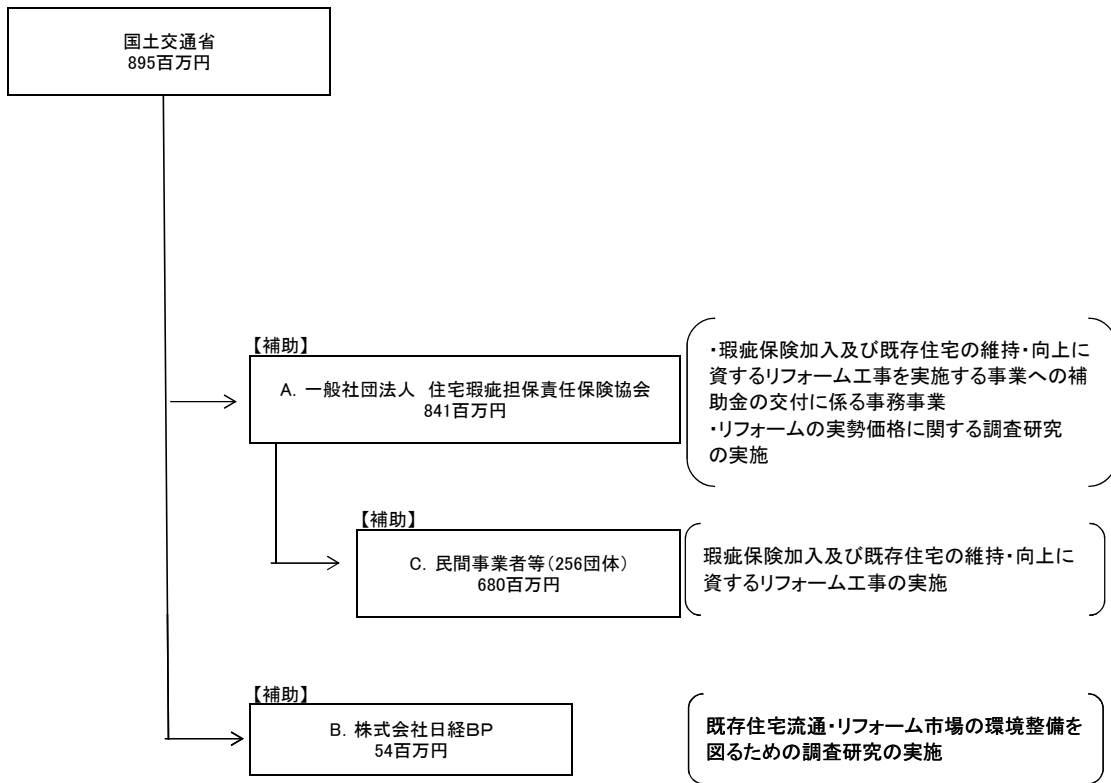 国土交通省
895百万円
【補助】
A. 一般社団法人 住宅瑕疵担保責任保険協会
841百万円
・瑕疵保険加入及び既存住宅の維持・向上に
資するリフォーム工事を実施する事業への補
助金の交付に係る事務事業
・リフォームの実勢価格に関する調査研究
の実施
【補助】
C. 民間事業者等(256団体)
680百万円
瑕疵保険加入及び既存住宅の維持・向上に
資するリフォーム工事の実施
【補助】
B. 株式会社日経BP
54百万円
既存住宅流通・リフォーム市場の環境整備を
図るための調査研究の実施